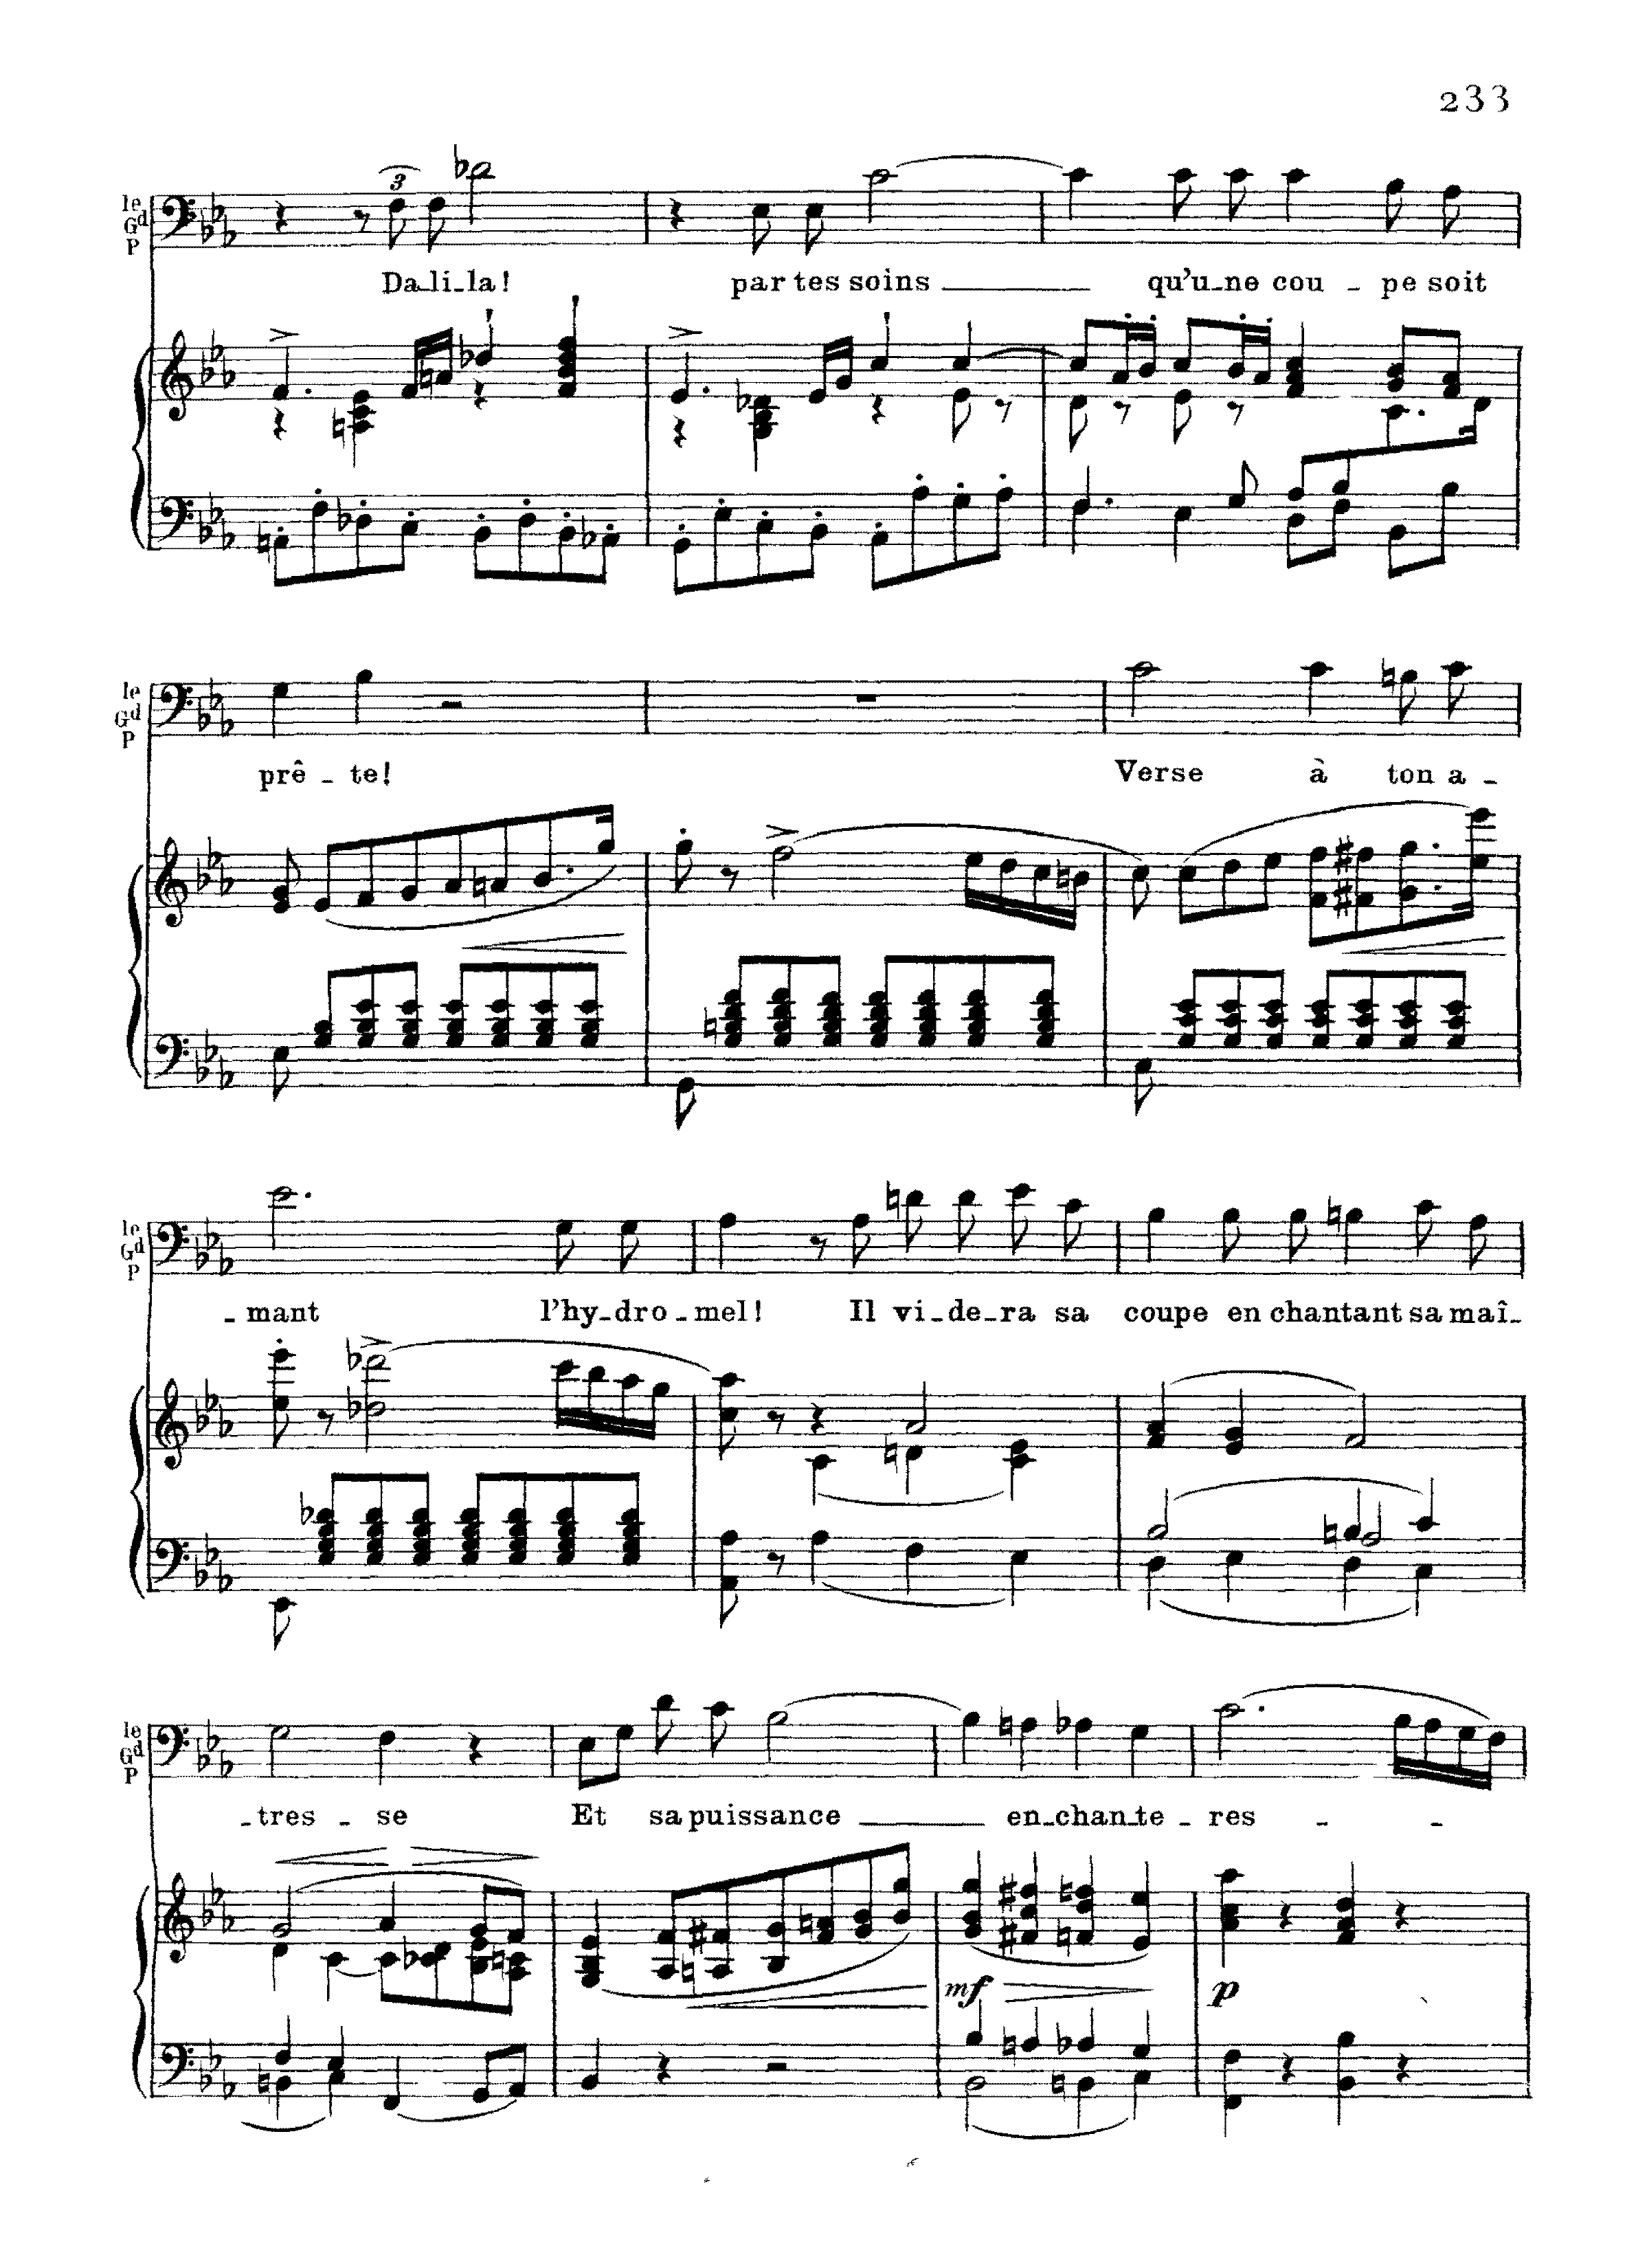 233
le
Gd
P
3
Da_li_la! par tes soins qu'u_ne cou _ pe soit
le
Gd
P
prê _ te! Verse à ton a _
le
Gd
P
_ mant l'hy_dro _ mel! Il vi_de_ra sa coupe en chantant sa maî_
le
Gd
P
_tres _ se Et sa puissance en_chan_te _ res _ _
mf p